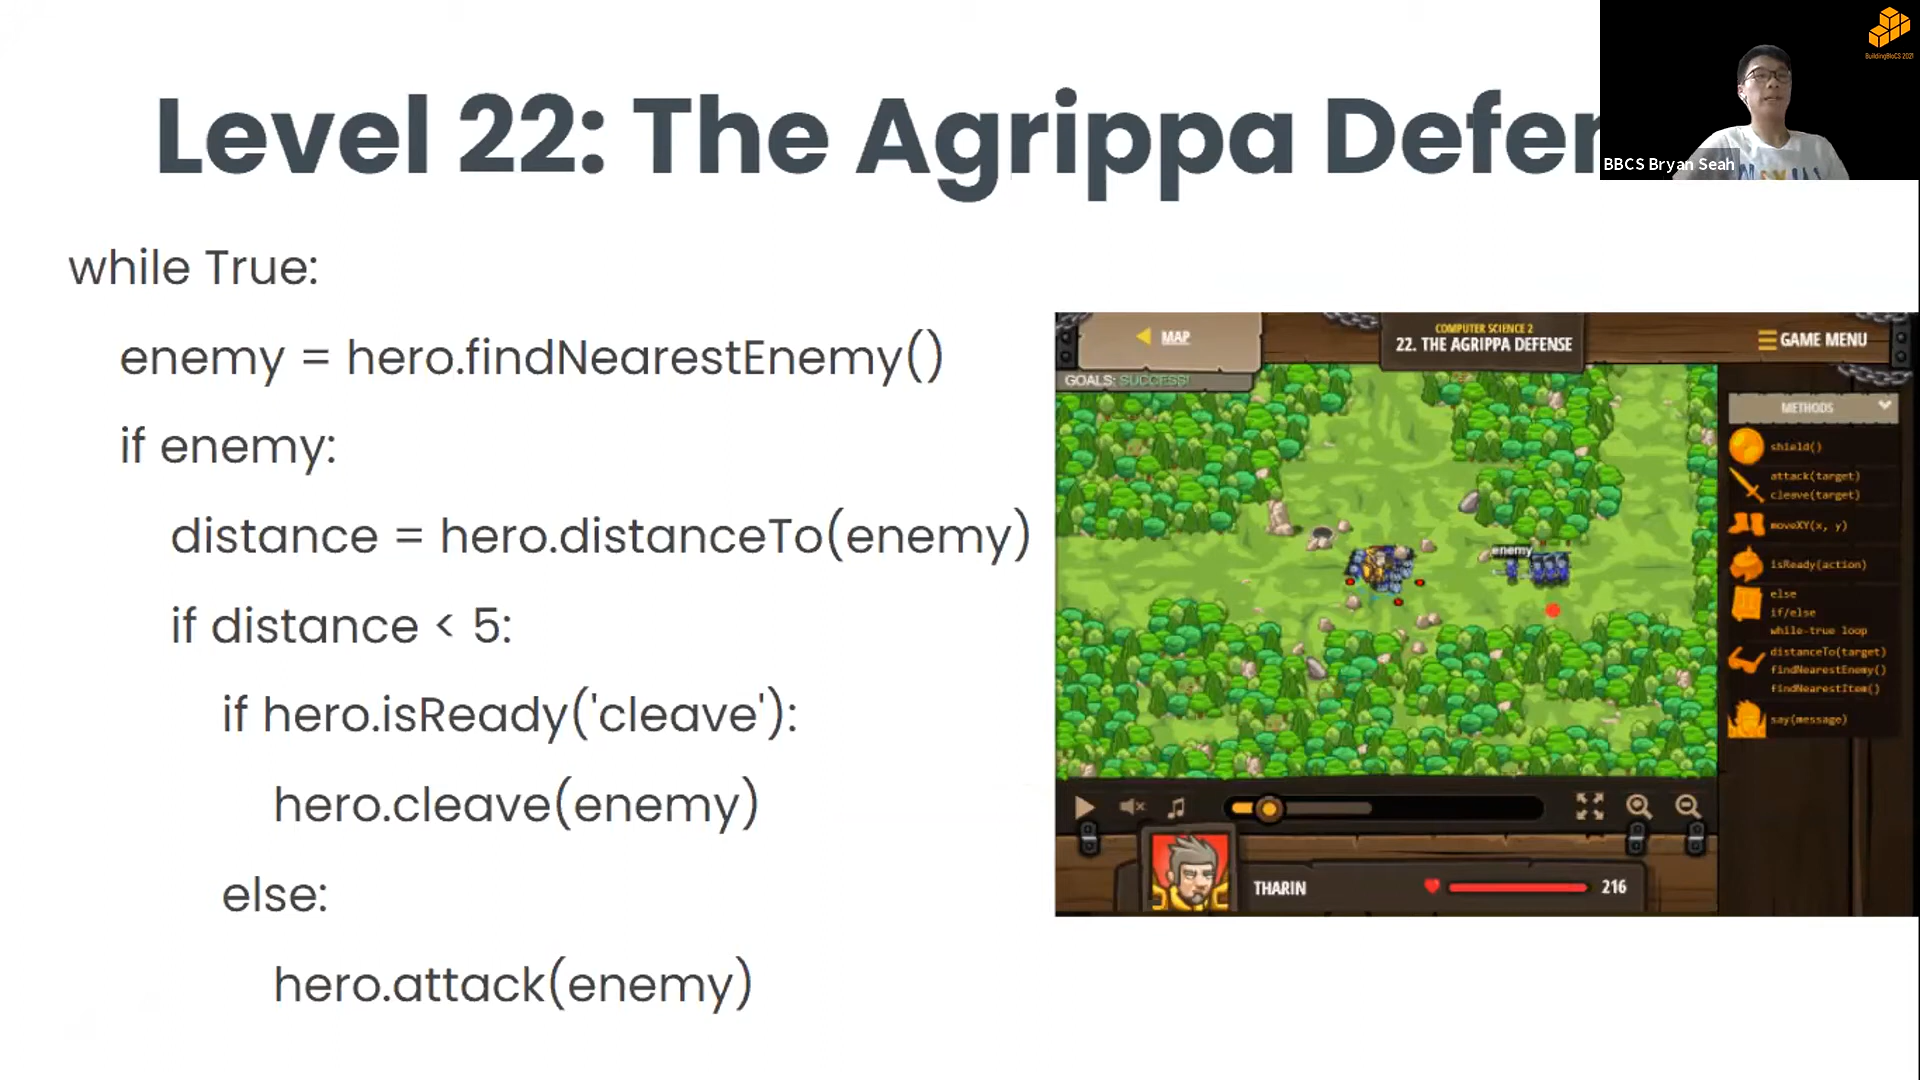 Level 22: The Agrippa Defen
BuildingBloCS 2021
BBCS Bryan Seah
while True:
enemy = hero.findNearestEnemy()
if enemy:
distance = hero.distanceTo(enemy)
if distance < 5:
if hero.isReady('cleave'):
hero.cleave(enemy)
else:
hero.attack(enemy)
MAP
COMPUTER SCIENCE 2
22. THE AGRIPPA DEFENSE
GAME MENU
GOALS: SUCCESS!
METHODS
shield()
attack(target)
cleave(target)
moveXY(x, y)
isReady(action)
else
if/else
while-true loop
distanceTo(target)
findNearestEnemy()
findNearestItem()
say(message)
enemy
THARIN
216